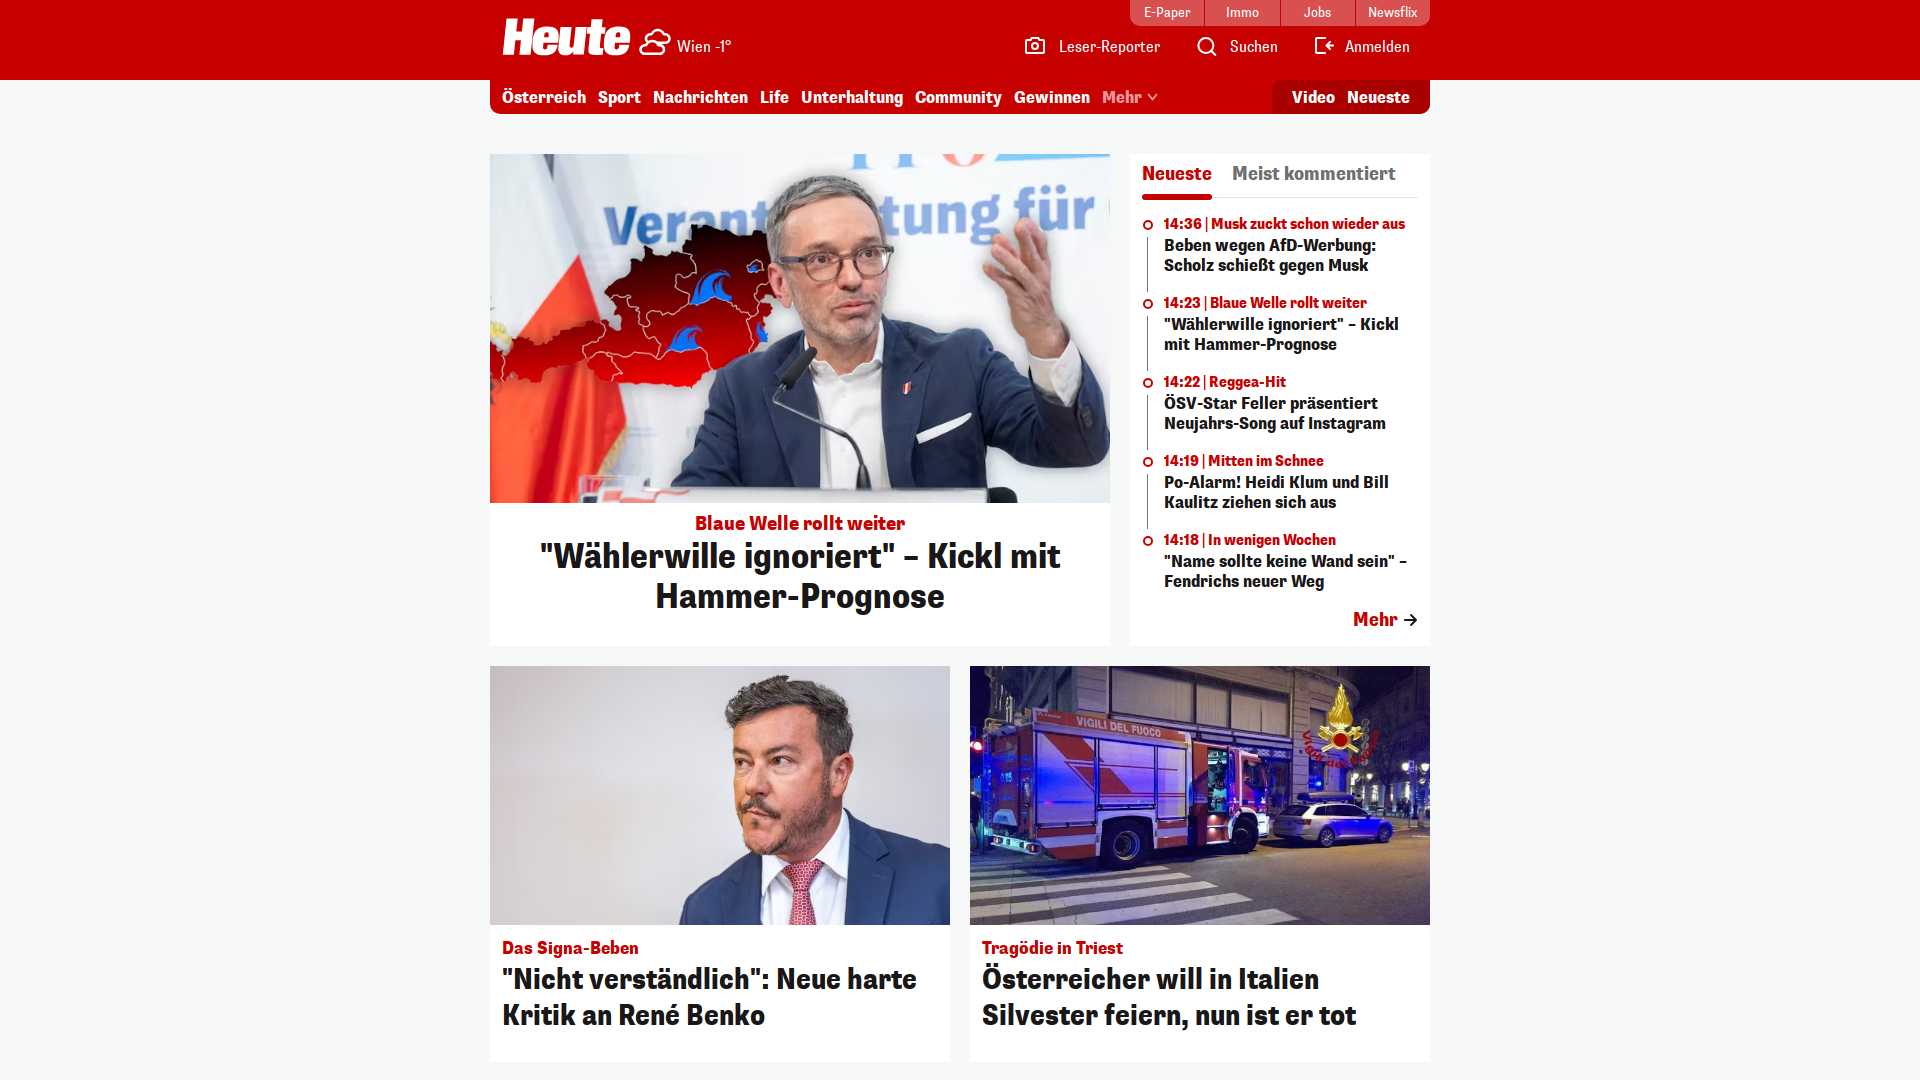 E-Paper
Immo
Jobs
Newsflix
Heute
Wien -1°
Leser-Reporter
Suchen
Anmelden
Österreich
Sport
Nachrichten
Life
Unterhaltung
Community
Gewinnen
Mehr
Video
Neueste
Verant
tung für
Blaue Welle rollt weiter
"Wählerwille ignoriert" – Kickl mit
Hammer-Prognose
Neueste
Meist kommentiert
14:36 | Musk zuckt schon wieder aus
Beben wegen AfD-Werbung:
Scholz schießt gegen Musk
14:23 | Blaue Welle rollt weiter
"Wählerwille ignoriert" – Kickl
mit Hammer-Prognose
14:22 | Reggea-Hit
ÖSV-Star Feller präsentiert
Neujahrs-Song auf Instagram
14:19 | Mitten im Schnee
Po-Alarm! Heidi Klum und Bill
Kaulitz ziehen sich aus
14:18 | In wenigen Wochen
"Name sollte keine Wand sein" –
Fendrichs neuer Weg
Mehr
Das Signa-Beben
"Nicht verständlich": Neue harte
Kritik an René Benko
VIGILI DEL FUOCO
Tragödie in Triest
Österreicher will in Italien
Silvester feiern, nun ist er tot